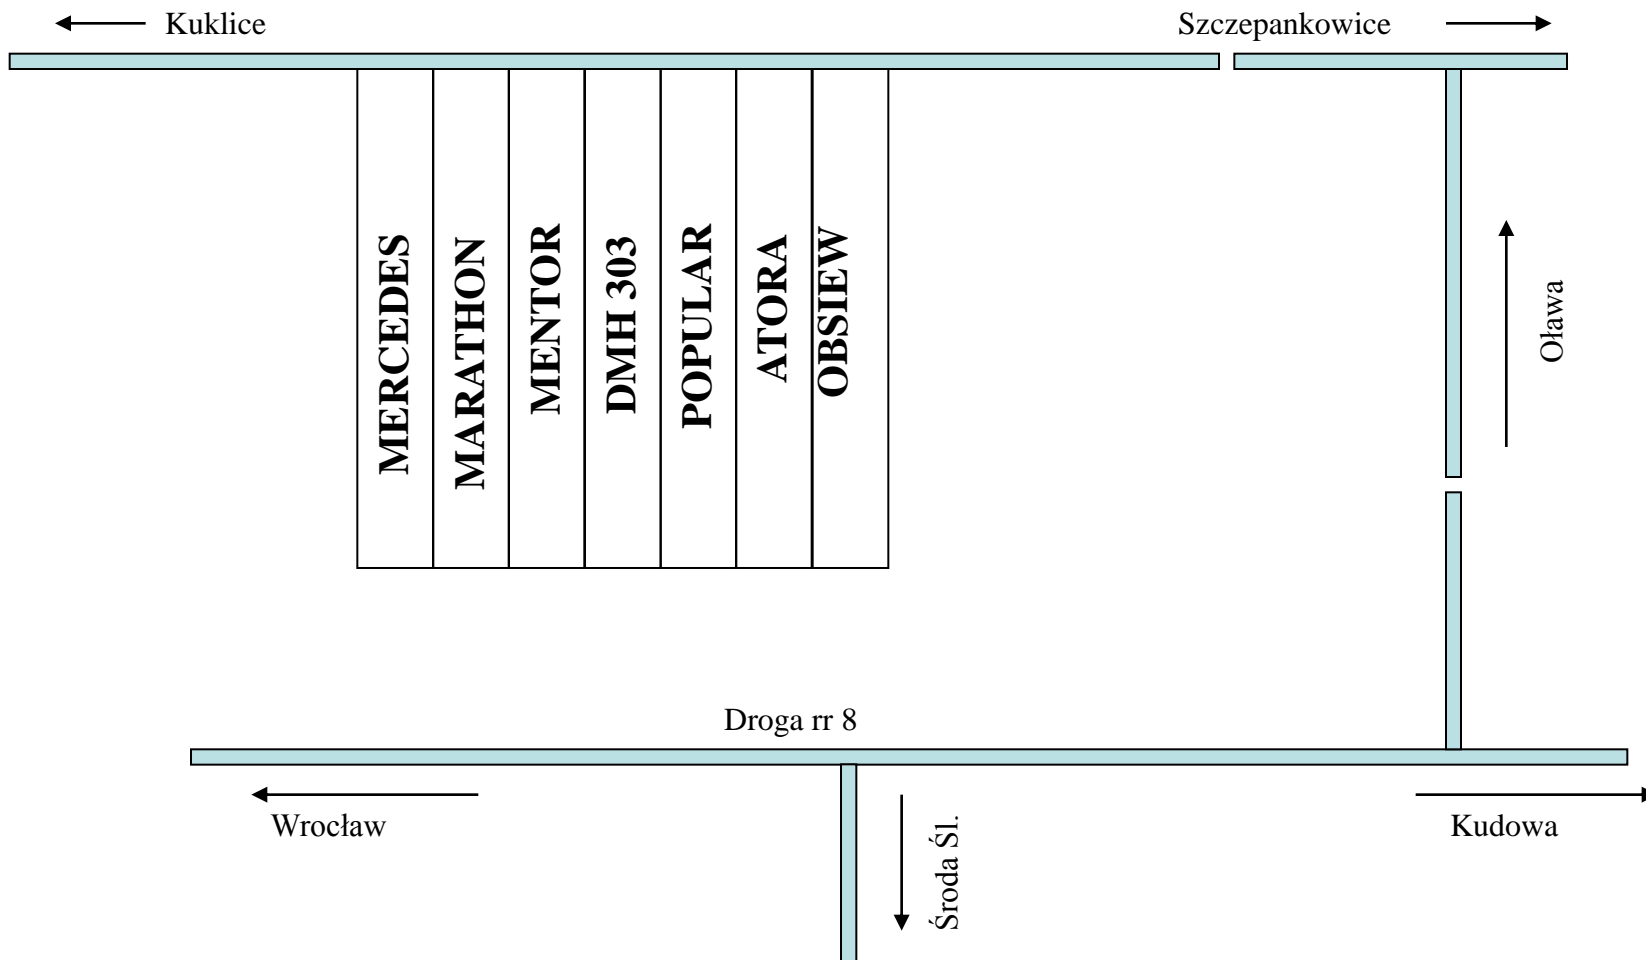 Kuklice
Szczepankowice
MERCEDES
MARATHON
MENTOR
DMH 303
POPULAR
ATORA
OBSIEW
Oława
Droga rr 8
Wrocław
Środa Śl.
Kudowa